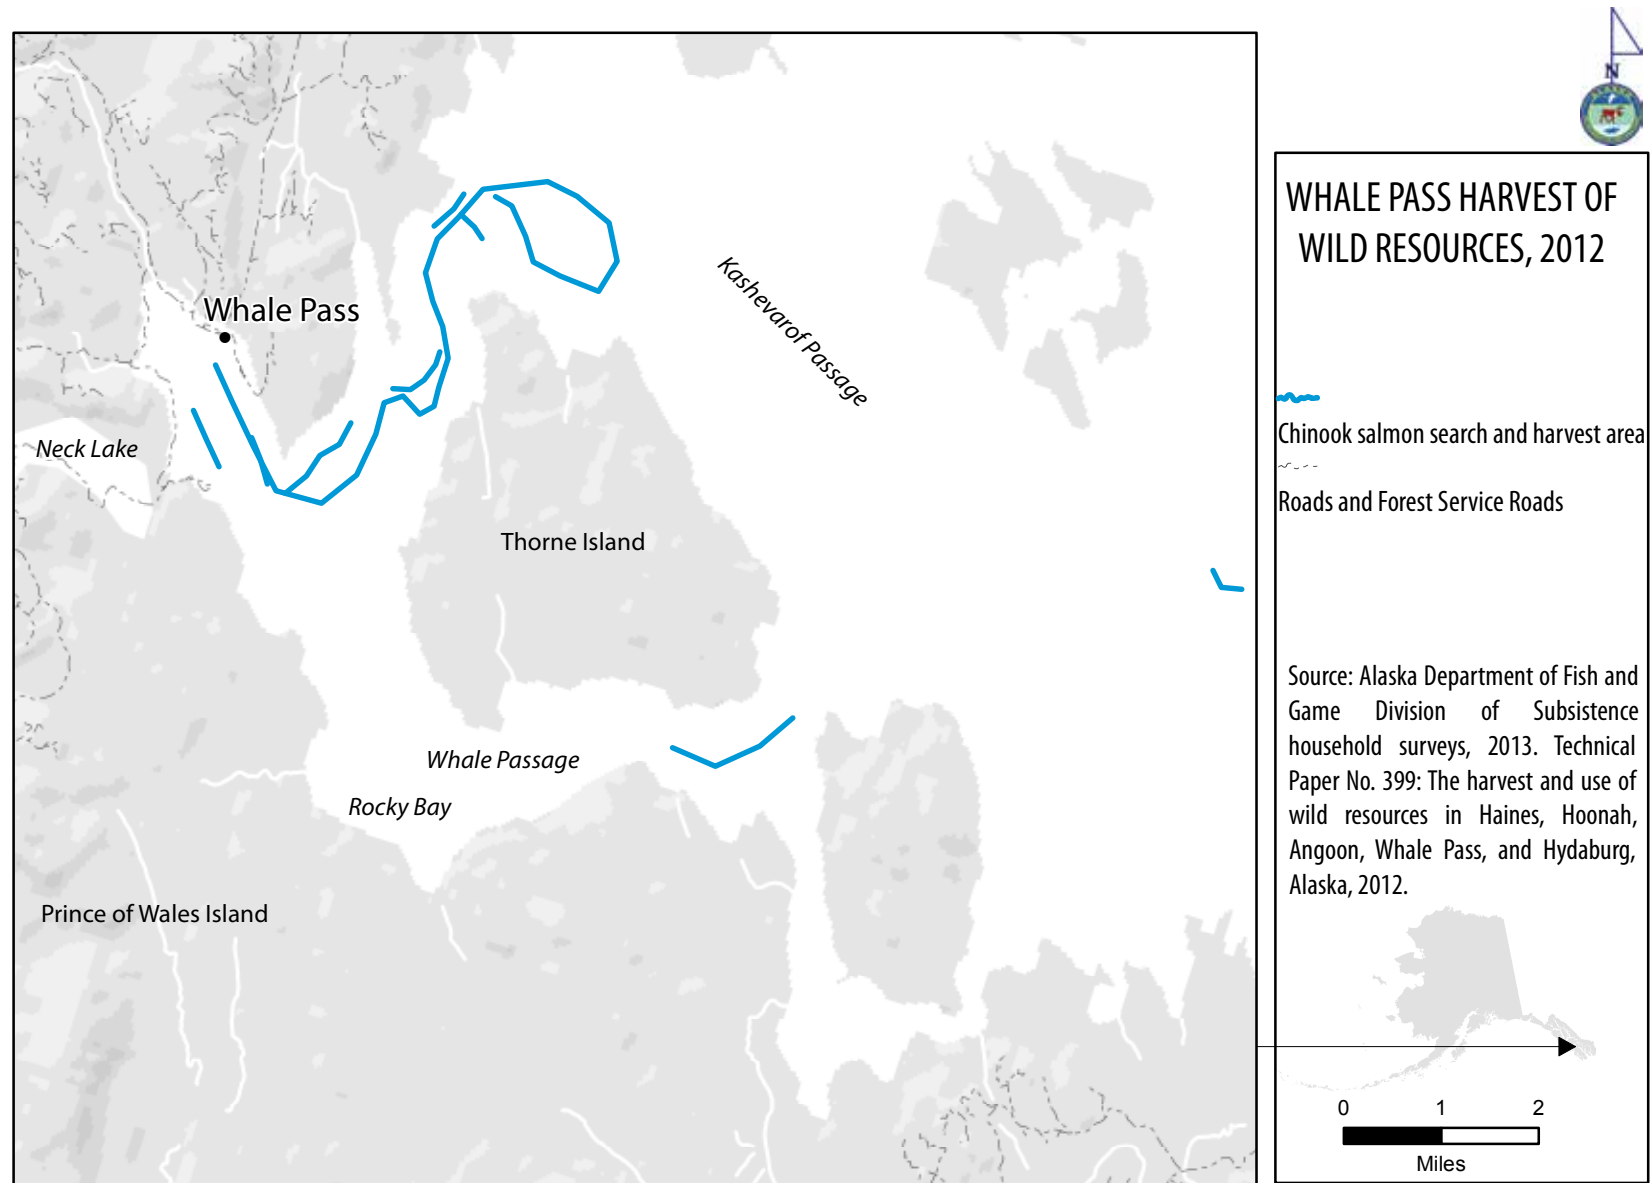 N
WHALE PASS HARVEST OF
WILD RESOURCES, 2012
Whale Pass
Kashevarof Passage
Neck Lake
Thorne Island
Whale Passage
Rocky Bay
Prince of Wales Island
Chinook salmon search and harvest area
Roads and Forest Service Roads
Source: Alaska Department of Fish and
Game Division of Subsistence
household surveys, 2013. Technical
Paper No. 399: The harvest and use of
wild resources in Haines, Hoonah,
Angoon, Whale Pass, and Hydaburg,
Alaska, 2012.
0 1 2
Miles